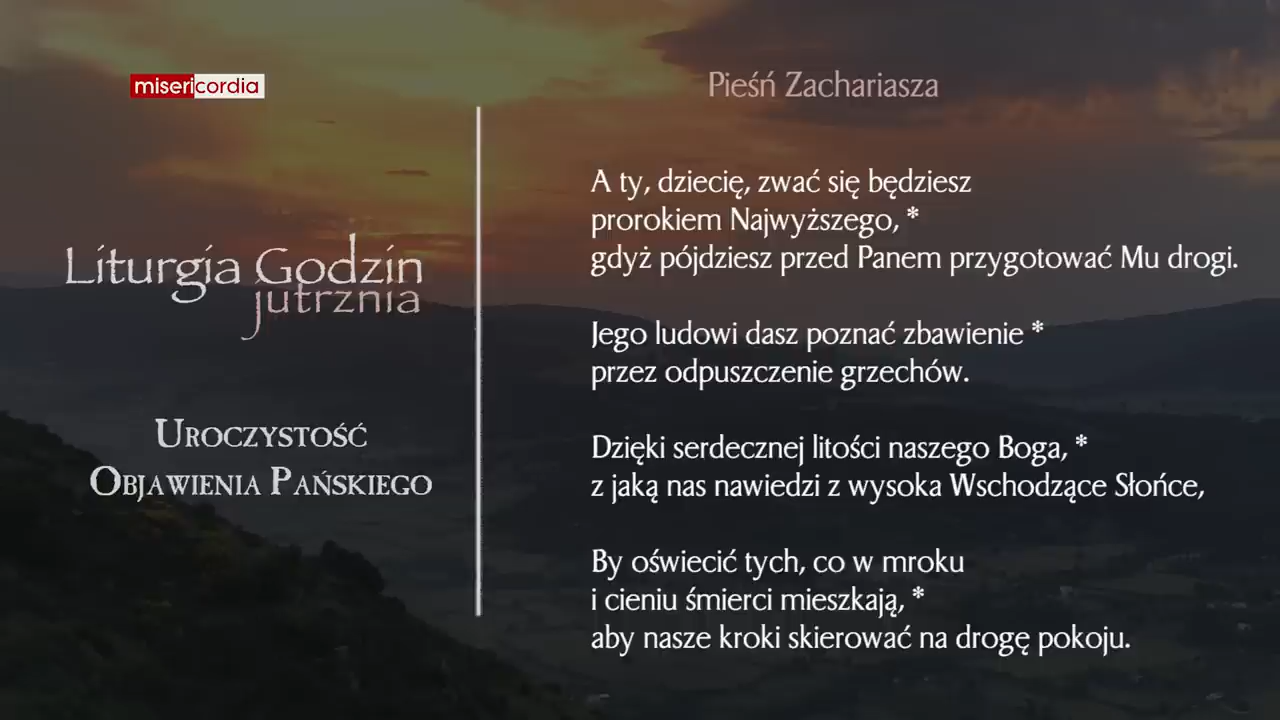 misericordia
Liturgia Godzin
jutrznia
Uroczystość
Objawienia Pańskiego
Pieśń Zachariasza
A ty, dziecię, zwać się będziesz
prorokiem Najwyższego, *
gdyż pójdziesz przed Panem przygotować Mu drogi.
Jego ludowi dasz poznać zbawienie *
przez odpuszczenie grzechów.
Dzięki serdecznej litości naszego Boga, *
z jaką nas nawiedzi z wysoka Wschodzące Słońce,
By oświecić tych, co w mroku
i cieniu śmierci mieszkają, *
aby nasze kroki skierować na drogę pokoju.